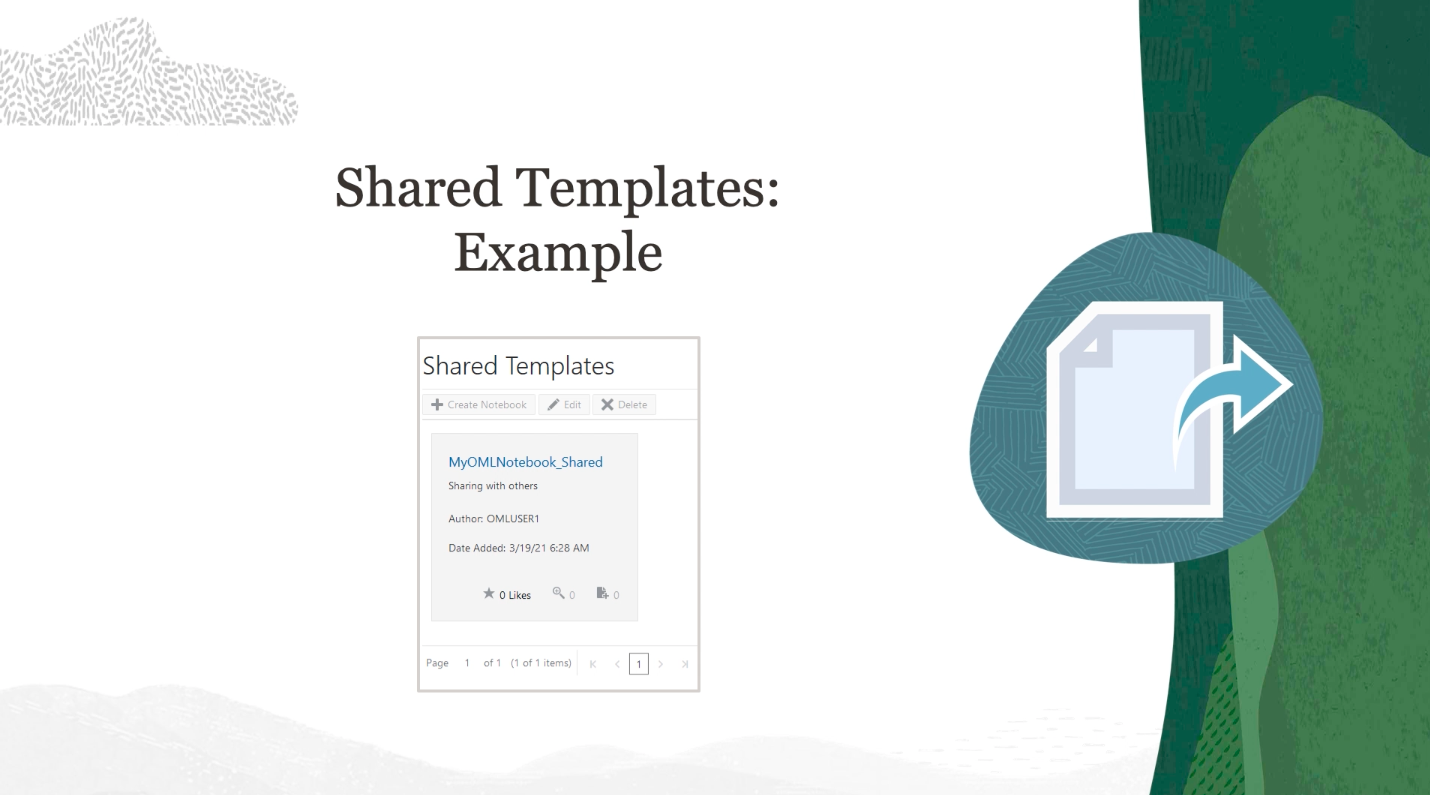 Shared Templates:
Example
Shared Templates
Create Notebook Edit Delete
MyOMLNotebook_Shared
Sharing with others
Author: OMLUSER1
Date Added: 3/19/21 6:28 AM
0 Likes 0 0
Page 1 of 1 (1 of 1 items) 1